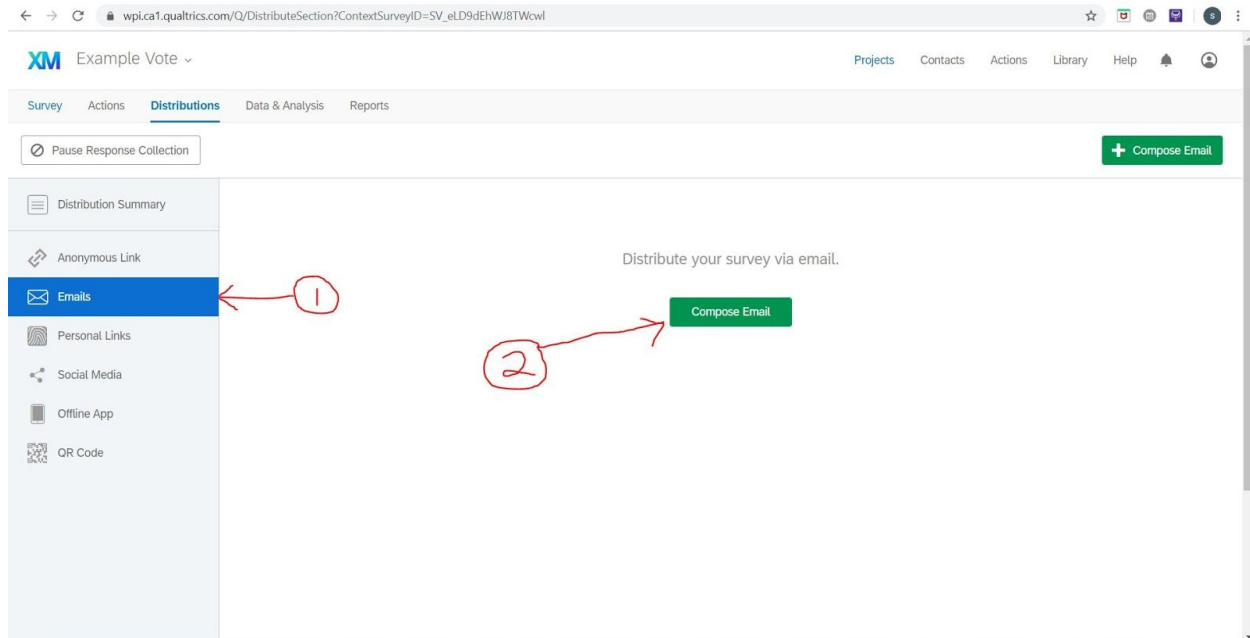 wpi.ca1.qualtrics.com/Q/DistributeSection?ContextSurveyID=SV_eLD9dEhWJ8TWcwl
S
XM Example Vote Projects Contacts Actions Library Help
Survey Actions Distributions Data & Analysis Reports
Pause Response Collection + Compose Email
Distribution Summary
Anonymous Link
Distribute your survey via email.
Emails
1
Compose Email
Personal Links
2
Social Media
Offline App
QR Code